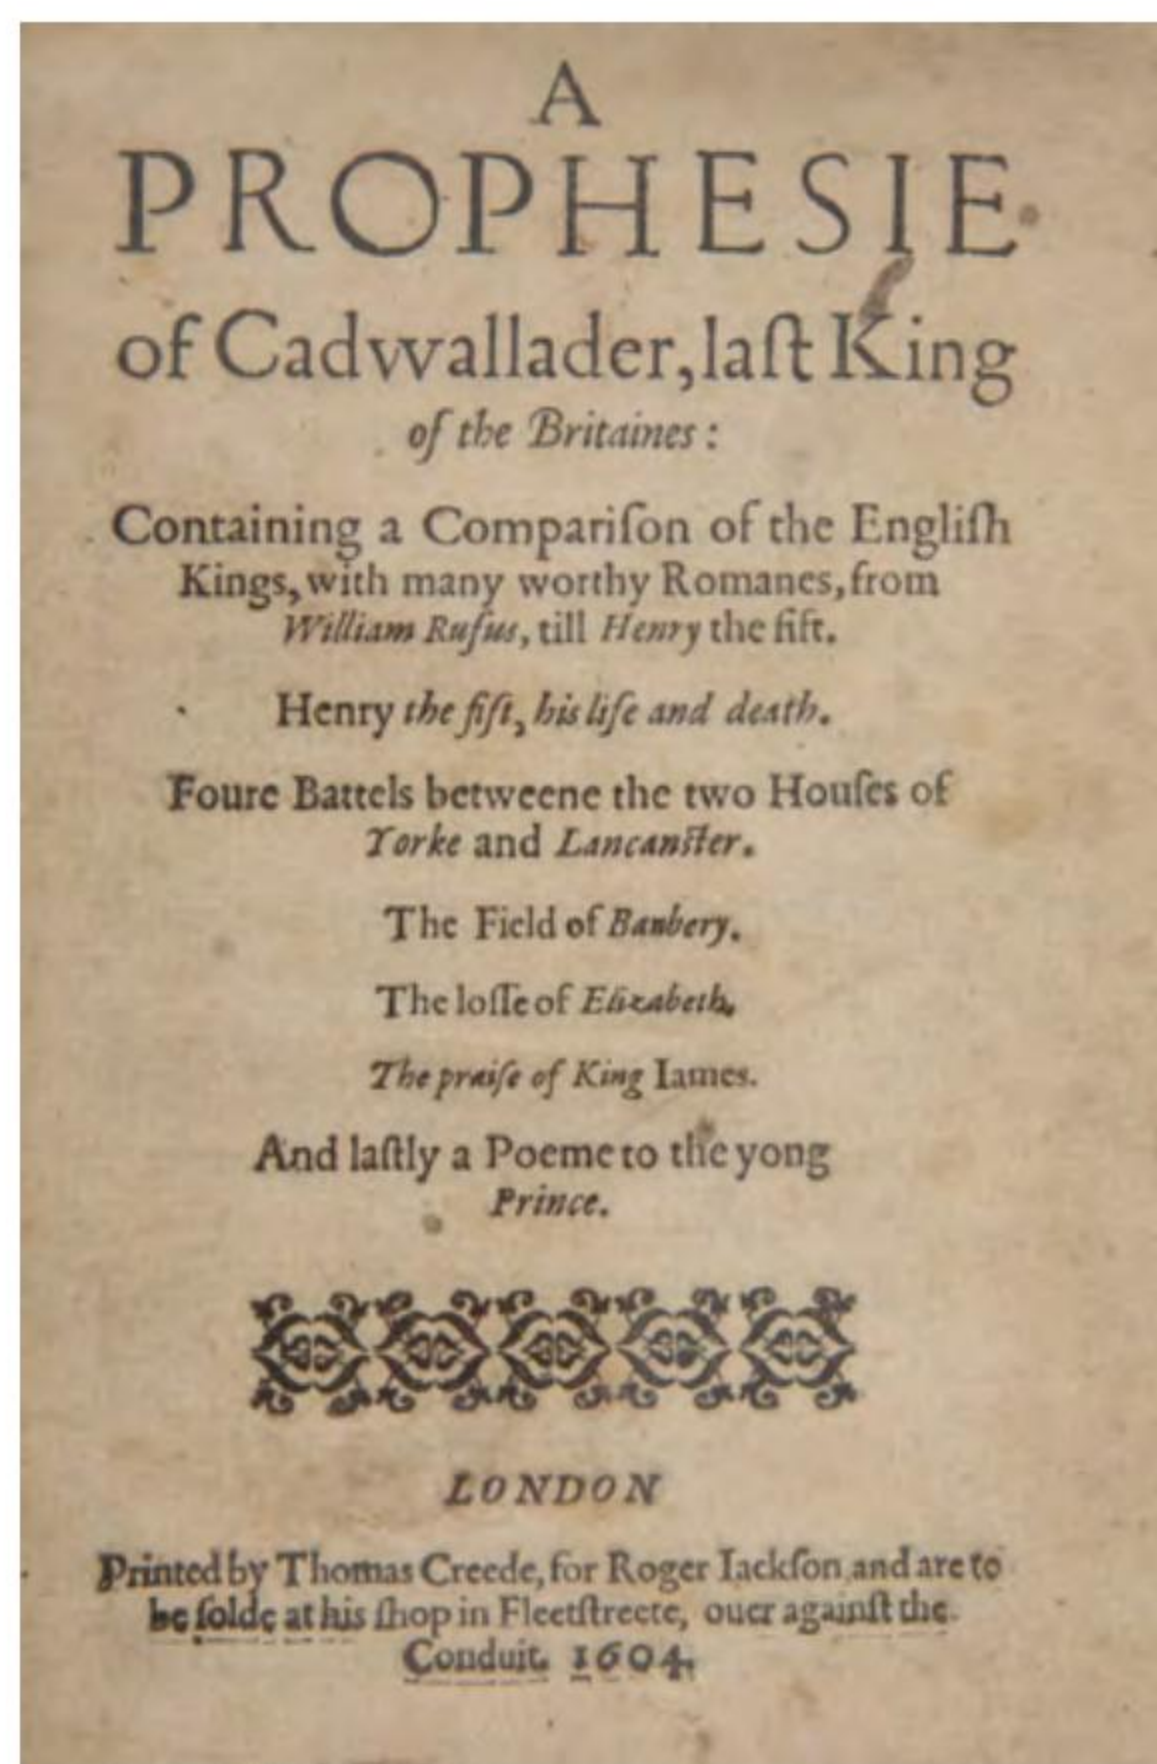 A
PROPHESIE
of Cadwallader, laſt King
of the Britaines:
Containing a Compariſon of the Engliſh
Kings, with many worthy Romanes, from
William Rufus, till Henry the fift.
Henry the fift, his life and death.
Foure Battels betweene the two Houſes of
Yorke and Lancanſter.
The Field of Banbery.
The loſſe of Elizabeth.
The praiſe of King Iames.
And laſtly a Poeme to the yong
Prince.
LONDON
Printed by Thomas Creede, for Roger Iackſon and are to
be ſolde at his ſhop in Fleetſtreete, ouer againſt the
Conduit. 1604.